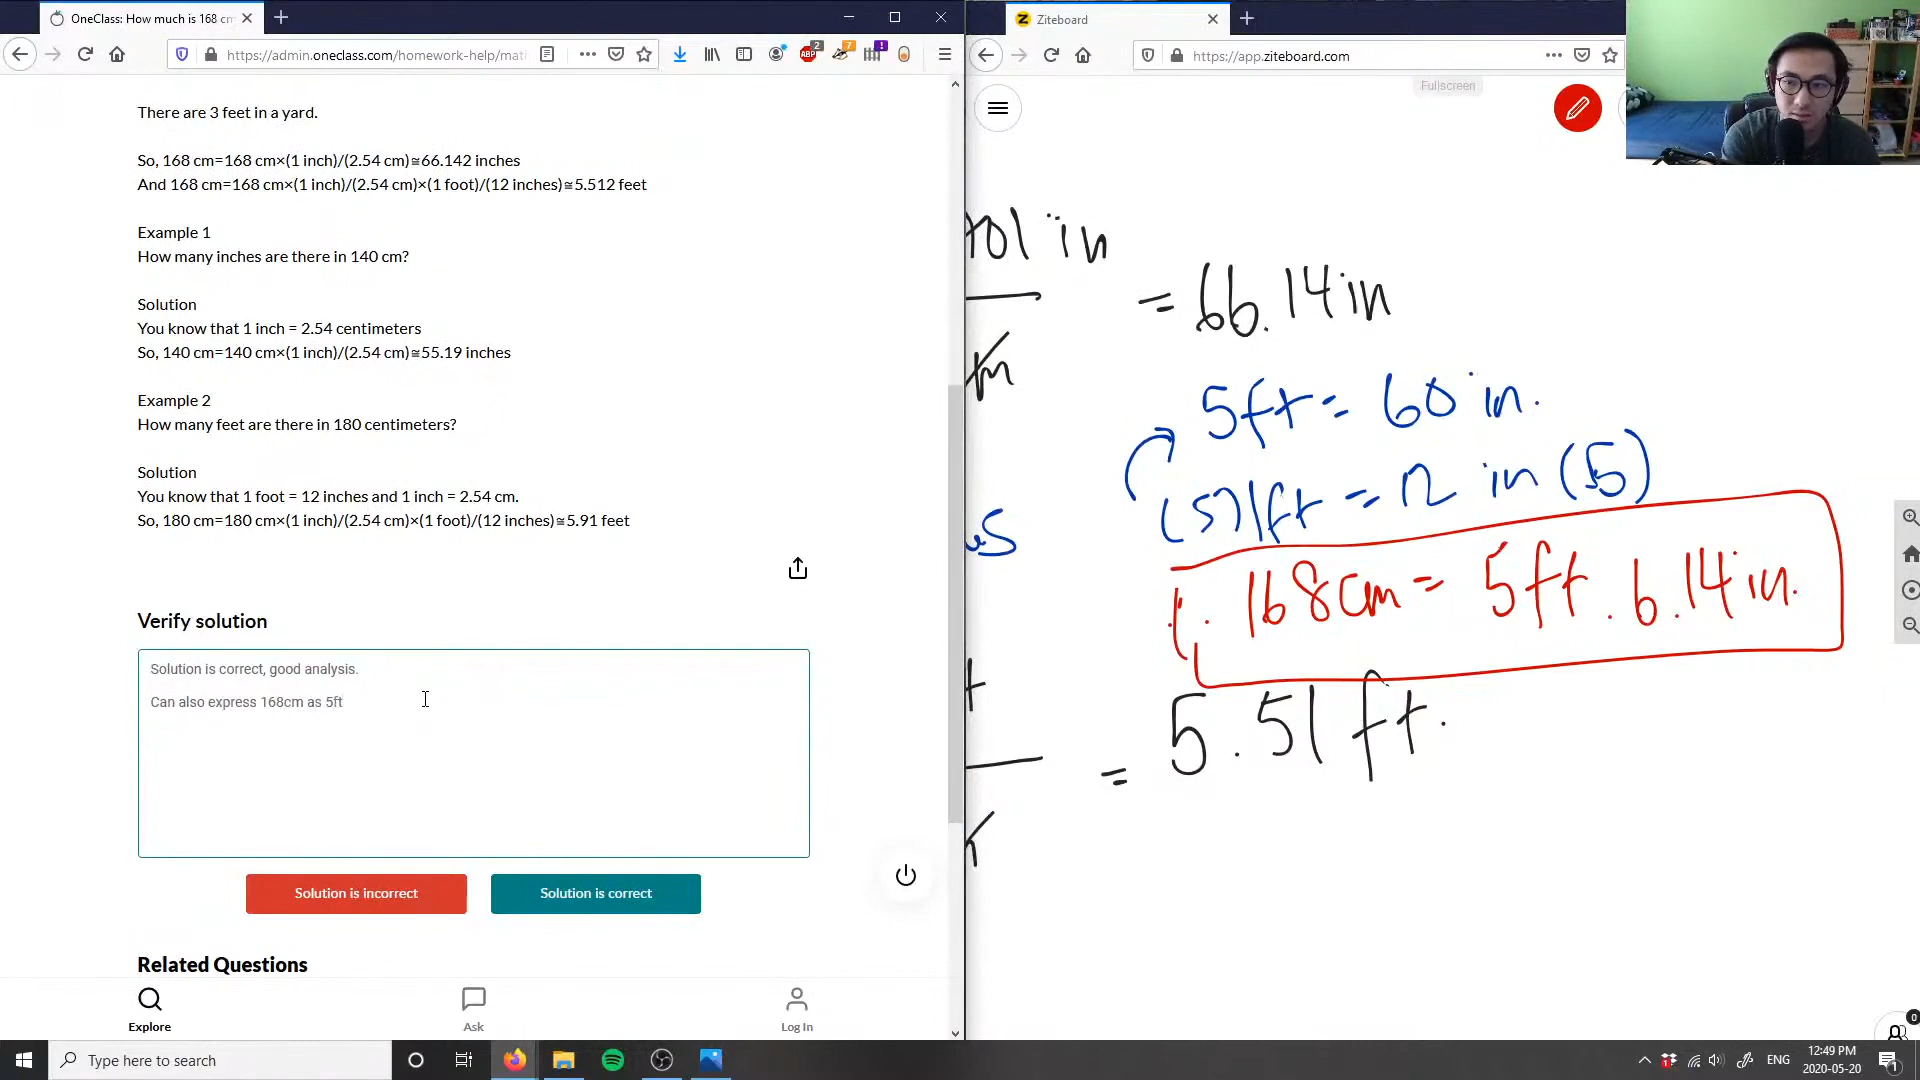 OneClass: How much is 168 cm
Ziteboard
https://admin.oneclass.com/homework-help/mat
2
7
!
https://app.ziteboard.com
Fullscreen
There are 3 feet in a yard.
So, 168 cm=168 cm×(1 inch)/(2.54 cm)≅66.142 inches
And 168 cm=168 cm×(1 inch)/(2.54 cm)×(1 foot)/(12 inches)≅5.512 feet
Example 1
How many inches are there in 140 cm?
Solution
You know that 1 inch = 2.54 centimeters
So, 140 cm=140 cm×(1 inch)/(2.54 cm)≅55.19 inches
Example 2
How many feet are there in 180 centimeters?
Solution
You know that 1 foot = 12 inches and 1 inch = 2.54 cm.
So, 180 cm=180 cm×(1 inch)/(2.54 cm)×(1 foot)/(12 inches)≅5.91 feet
Verify solution
Solution is correct, good analysis.
Can also express 168cm as 5ft
Solution is incorrect
Solution is correct
Related Questions
Explore
Ask
Log In
701 in
= 66.14 in
5ft = 60 in.
(5)1ft = 12 in (5)
168cm = 5ft. 6.14 in.
= 5.51 ft.
0
Type here to search
ENG
12:49 PM
2020-05-20
1